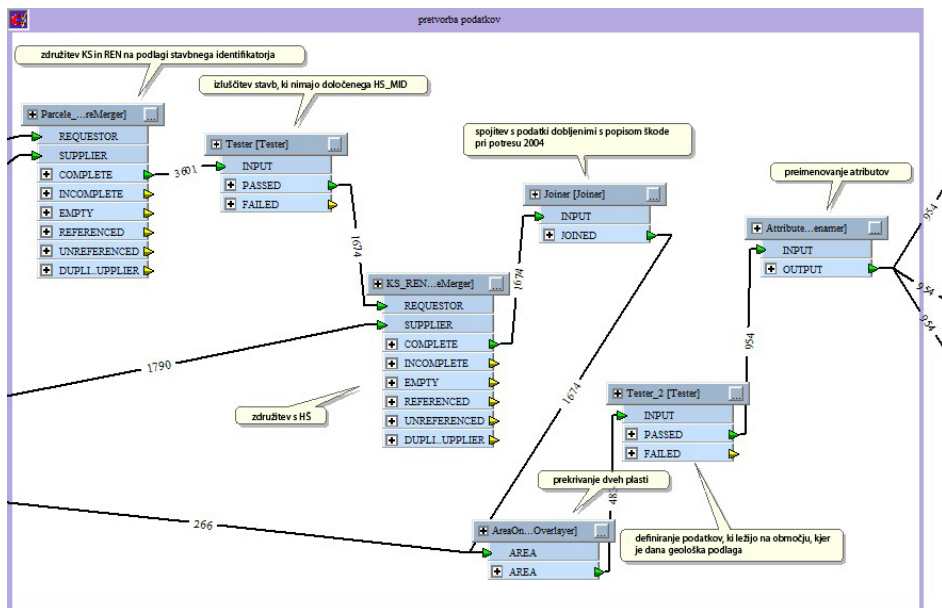 pretvorba podatkov
združitev KS in REN na podlagi stavbnega identifikatorja
izluščitev stavb, ki nimajo določenega HS_MID
Parcele_...reMerger]
REQUESTOR
SUPPLIER
COMPLETE
INCOMPLETE
EMPTY
REFERENCED
UNREFERENCED
DUPLI...UPPLIER
3601
Tester [Tester]
INPUT
PASSED
FAILED
1674
spojitev s podatki dobljenimi s popisom škode
pri potresu 2004
Joiner [Joiner]
INPUT
JOINED
preimenovanje atributov
Attribute...enamer]
INPUT
OUTPUT
954
954
954
KS_REN...eMerger]
REQUESTOR
SUPPLIER
COMPLETE
INCOMPLETE
EMPTY
REFERENCED
UNREFERENCED
DUPLI...UPPLIER
1674
1790
združitev s HŠ
1674
954
Tester_2 [Tester]
INPUT
PASSED
FAILED
prekrivanje dveh plasti
definiranje podatkov, ki ležijo na območju, kjer
je dana geološka podlaga
266
AreaOn...Overlayer]
AREA
AREA